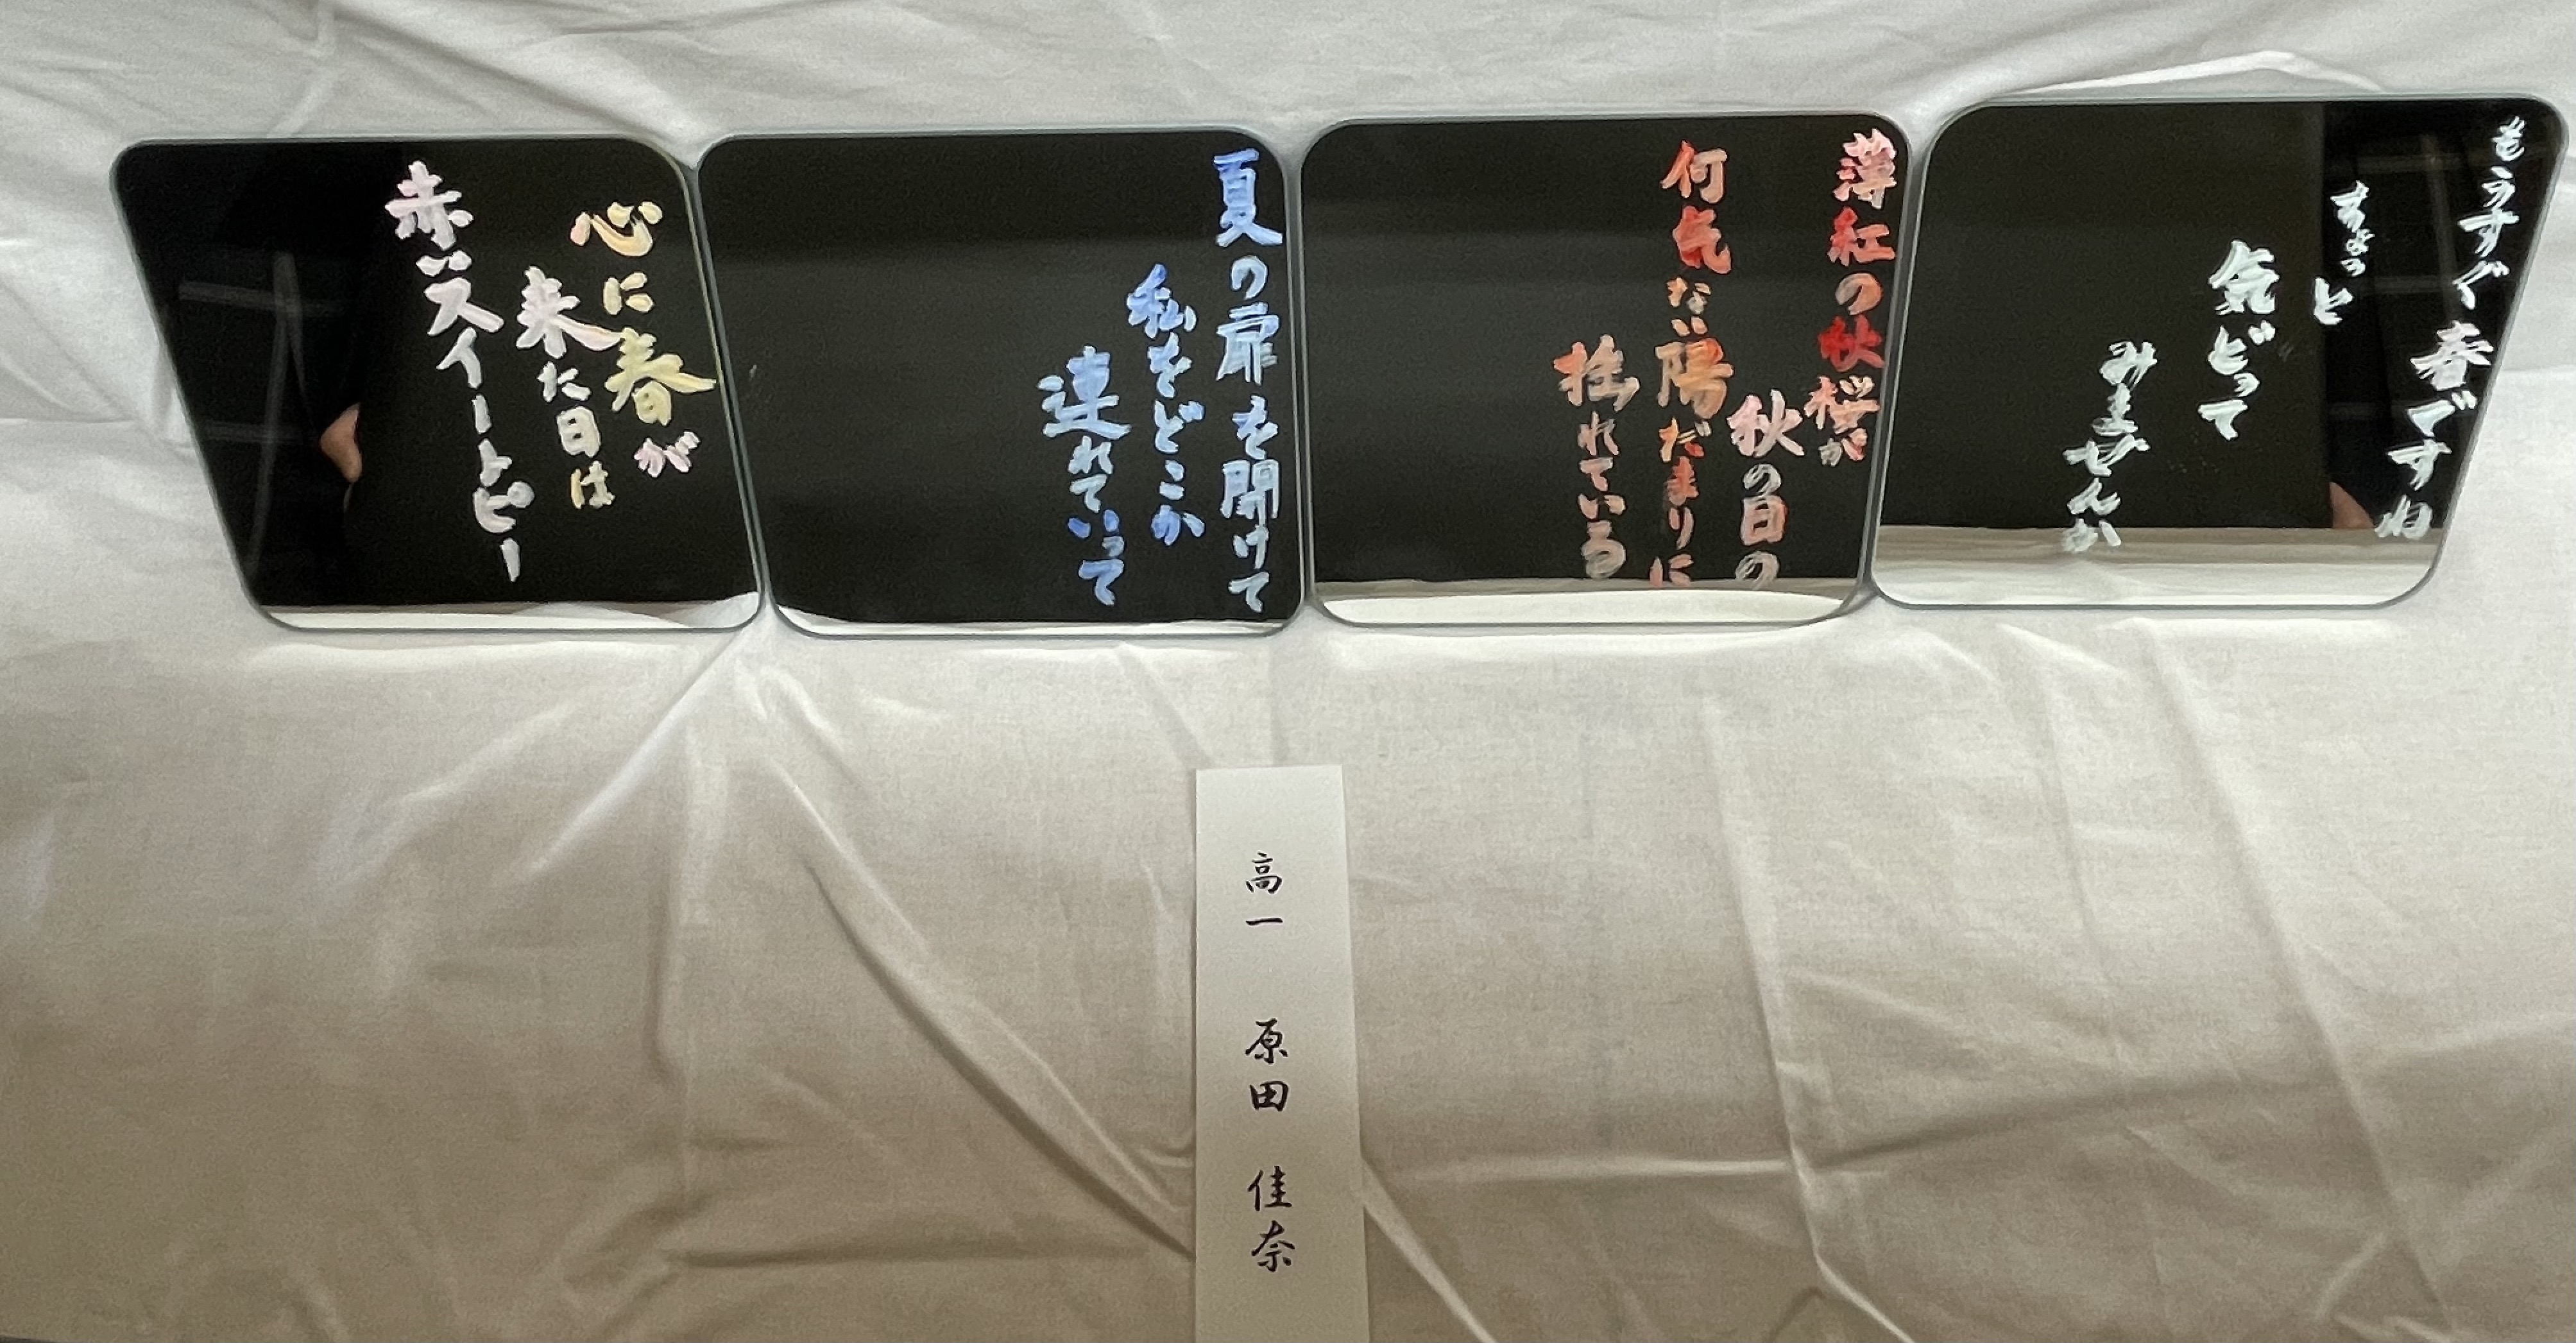 もうすぐ春ですね
ちょっと
気どって
みませんか
薄紅の秋桜が
秋の日の
何気ない陽だまりに
揺れている
夏の扉を開けて
私をどこか
連れていって
心に春が
来た日は
赤いスイートピー
高一 原田 佳奈